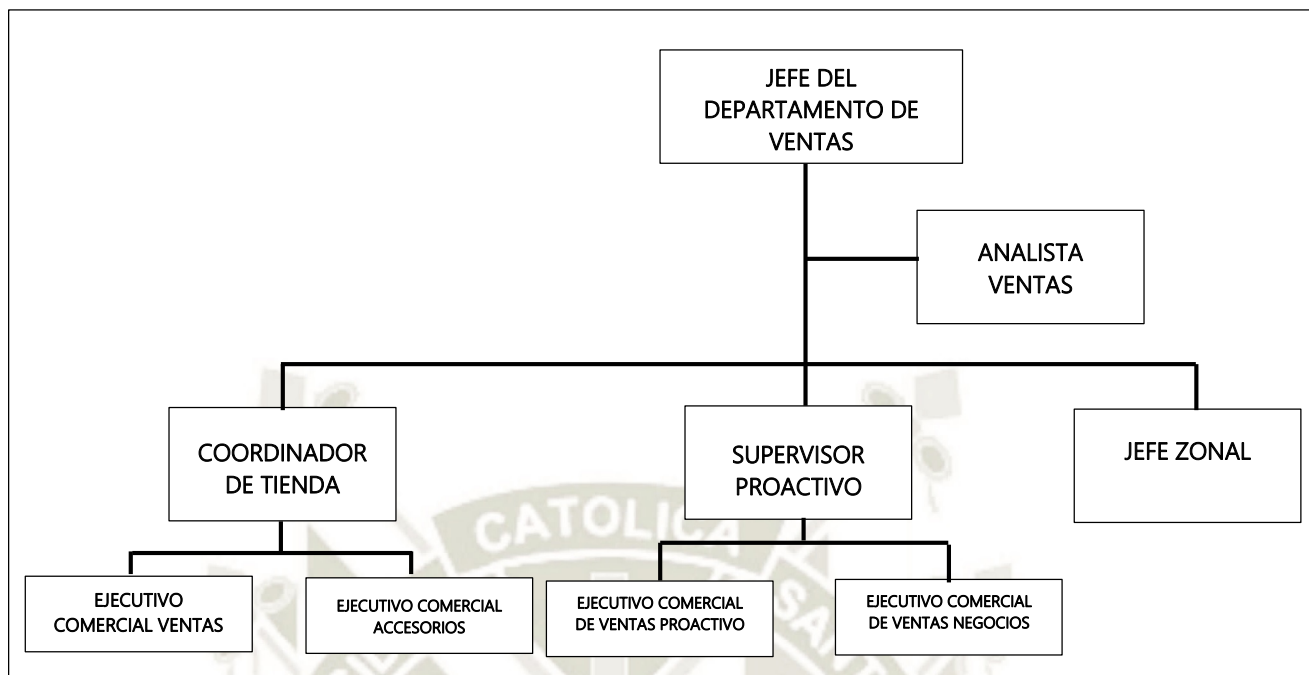 JEFE DEL
DEPARTAMENTO DE
VENTAS
ANALISTA
VENTAS
COORDINADOR
DE TIENDA
SUPERVISOR
PROACTIVO
JEFE ZONAL
EJECUTIVO
COMERCIAL VENTAS
EJECUTIVO COMERCIAL
ACCESORIOS
EJECUTIVO COMERCIAL
DE VENTAS PROACTIVO
EJECUTIVO COMERCIAL
DE VENTAS NEGOCIOS
CATOLICA